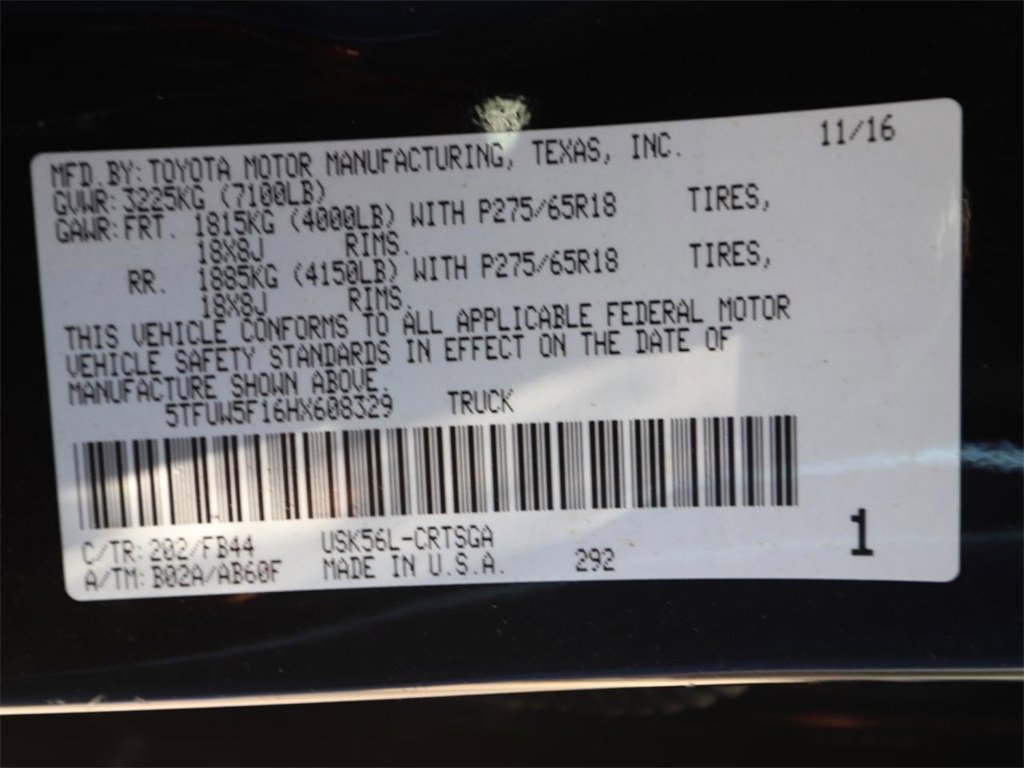 MFD. BY: TOYOTA MOTOR MANUFACTURING, TEXAS, INC. 11/16
GVWR: 3225KG (7100LB)
GAWR: FRT. 1815KG (4000LB) WITH P275/65R18 TIRES,
18X8J RIMS.
RR. 1885KG (4150LB) WITH P275/65R18 TIRES,
18X8J RIMS.
THIS VEHICLE CONFORMS TO ALL APPLICABLE FEDERAL MOTOR
VEHICLE SAFETY STANDARDS IN EFFECT ON THE DATE OF
MANUFACTURE SHOWN ABOVE.
5TFUW5F16HX608329 TRUCK
C/TR: 202/FB44 USK56L-CRTSGA
A/TM: B02A/AB60F MADE IN U.S.A. 292
1